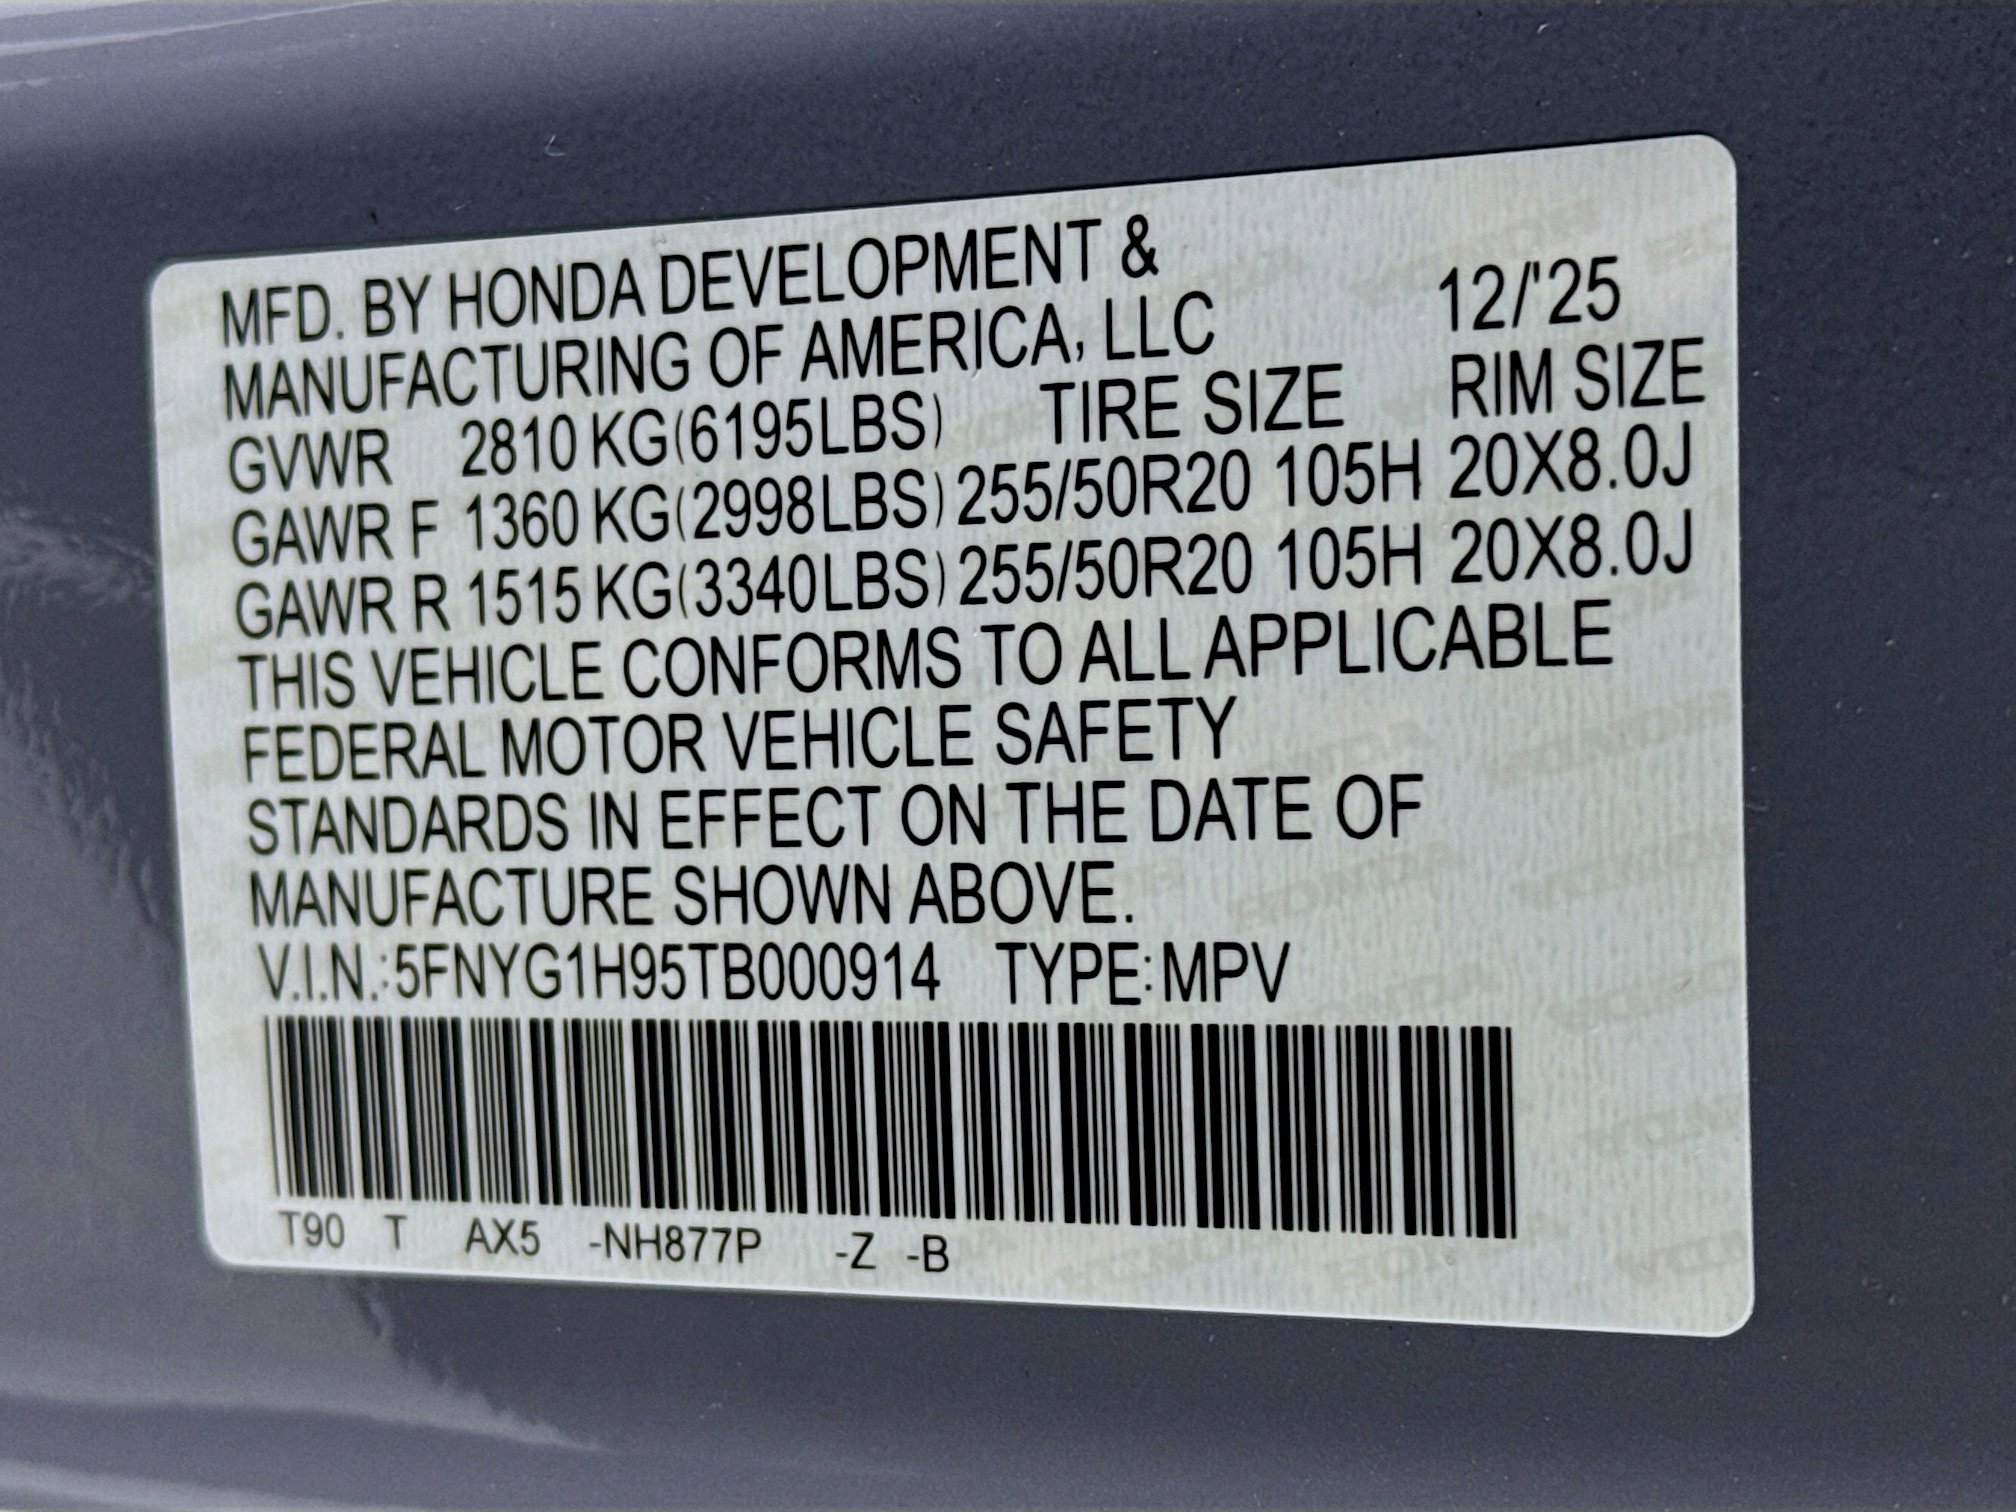 MFD. BY HONDA DEVELOPMENT &
MANUFACTURING OF AMERICA, LLC 12/'25
GVWR 2810 KG(6195LBS) TIRE SIZE RIM SIZE
GAWR F 1360 KG(2998LBS) 255/50R20 105H 20X8.0J
GAWR R 1515 KG(3340LBS) 255/50R20 105H 20X8.0J
THIS VEHICLE CONFORMS TO ALL APPLICABLE
FEDERAL MOTOR VEHICLE SAFETY
STANDARDS IN EFFECT ON THE DATE OF
MANUFACTURE SHOWN ABOVE.
V.I.N.:5FNYG1H95TB000914 TYPE:MPV
T90 T AX5 -NH877P -Z -B